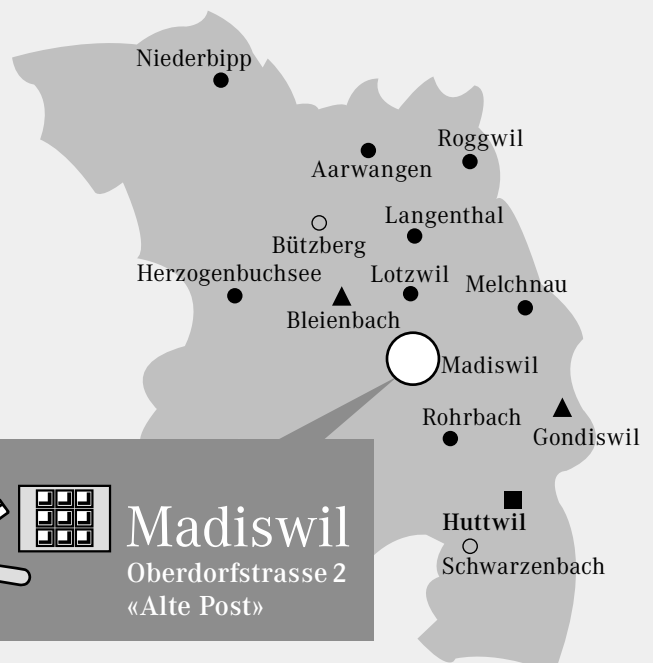 Niederbipp
Roggwil
Aarwangen
Langenthal
Bützberg
Herzogenbuchsee
Lotzwil
Melchnau
Bleienbach
Madiswil
Rohrbach
Gondiswil
Huttwil
Schwarzenbach
Madiswil
Oberdorfstrasse 2
«Alte Post»